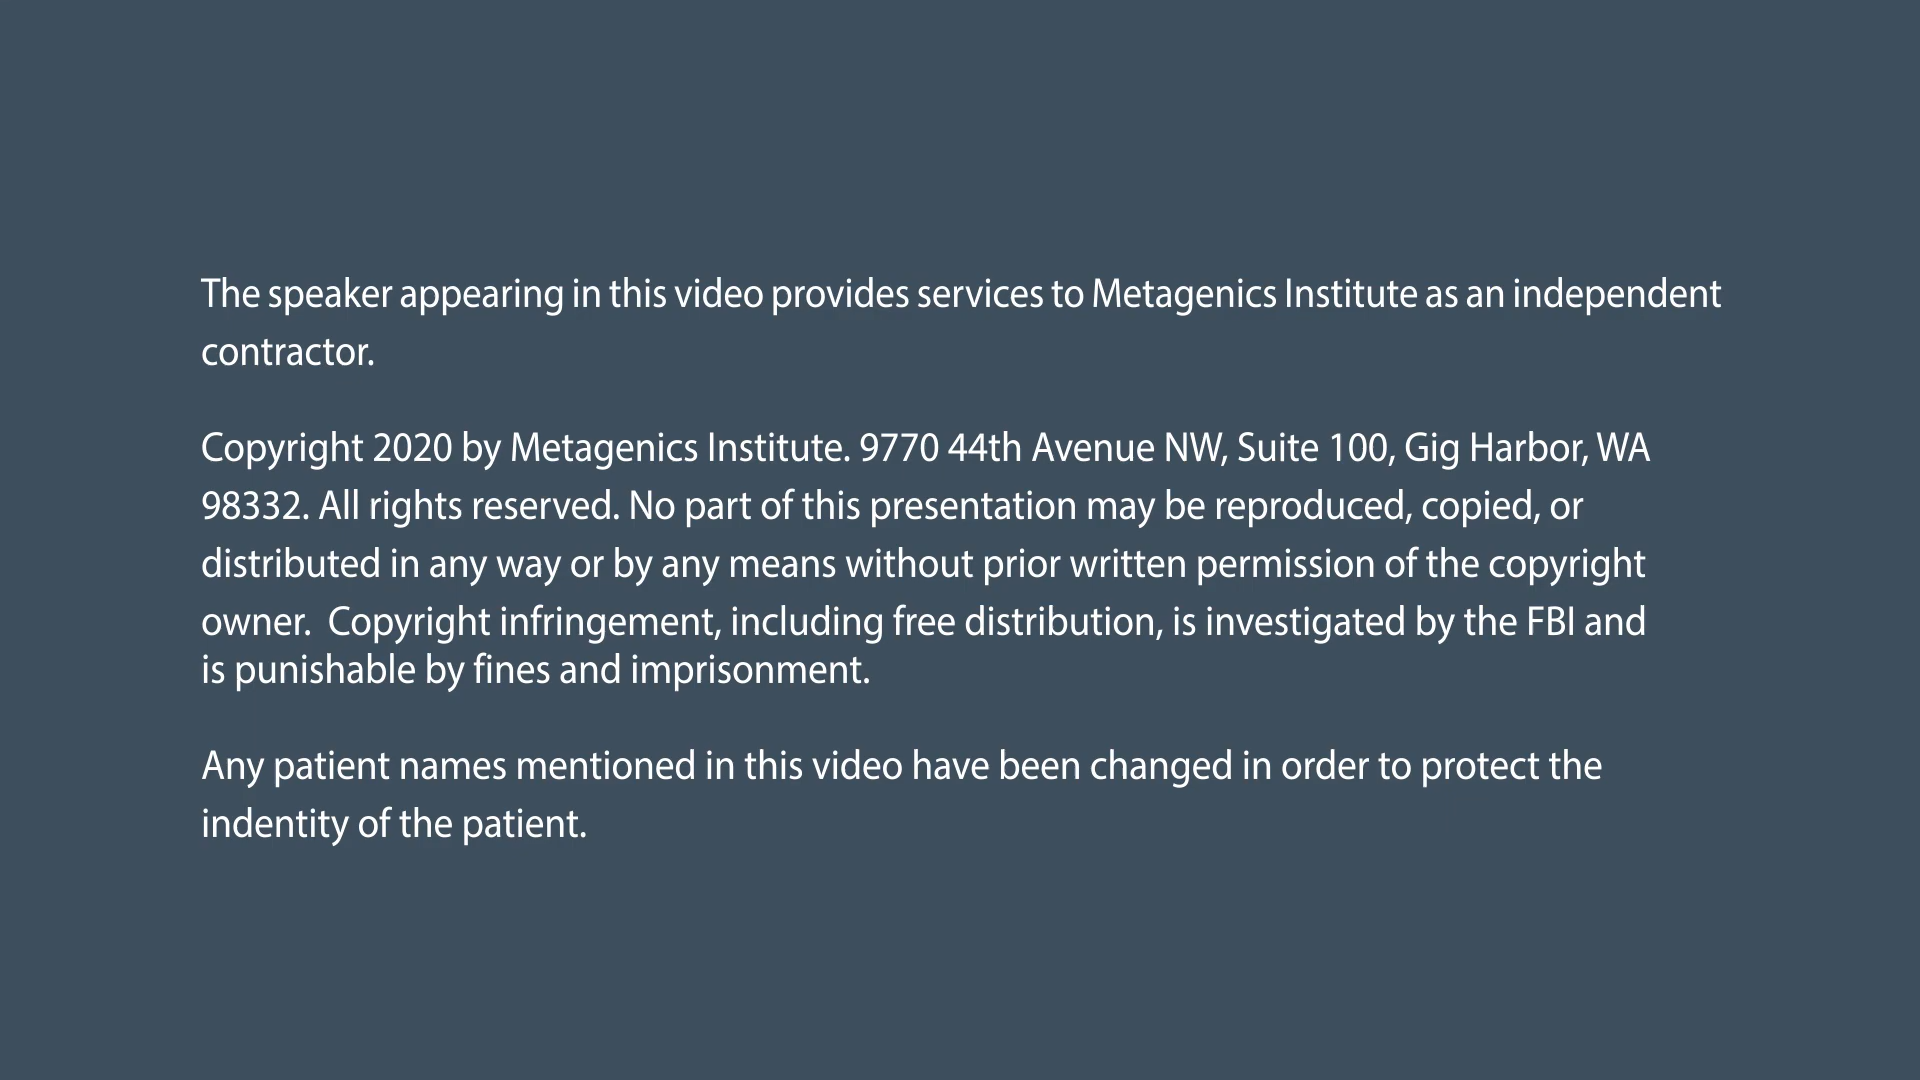 The speaker appearing in this video provides services to Metagenics Institute as an independent
contractor.
Copyright 2020 by Metagenics Institute. 9770 44th Avenue NW, Suite 100, Gig Harbor, WA
98332. All rights reserved. No part of this presentation may be reproduced, copied, or
distributed in any way or by any means without prior written permission of the copyright
owner.  Copyright infringement, including free distribution, is investigated by the FBI and
is punishable by fines and imprisonment.
Any patient names mentioned in this video have been changed in order to protect the
indentity of the patient.